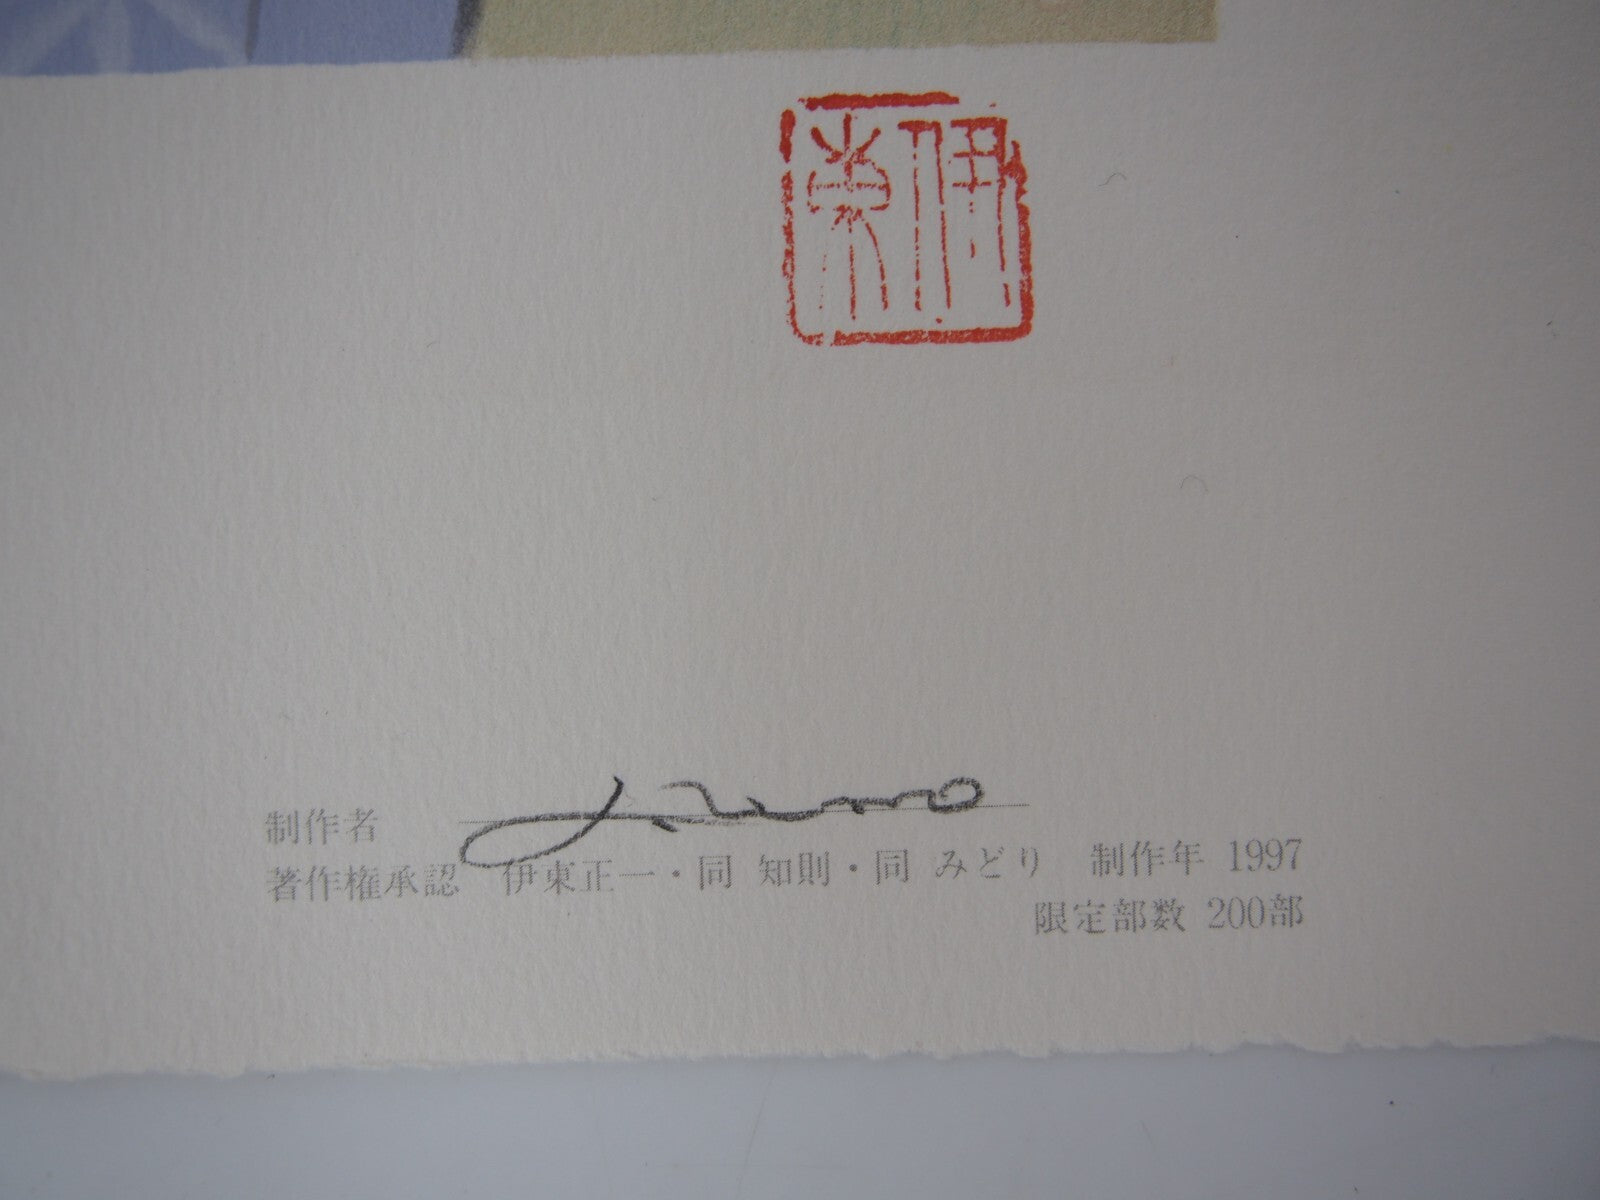 制作者
著作権承認 伊東正一・同 知則・同 みどり 制作年 1997
限定部数 200部